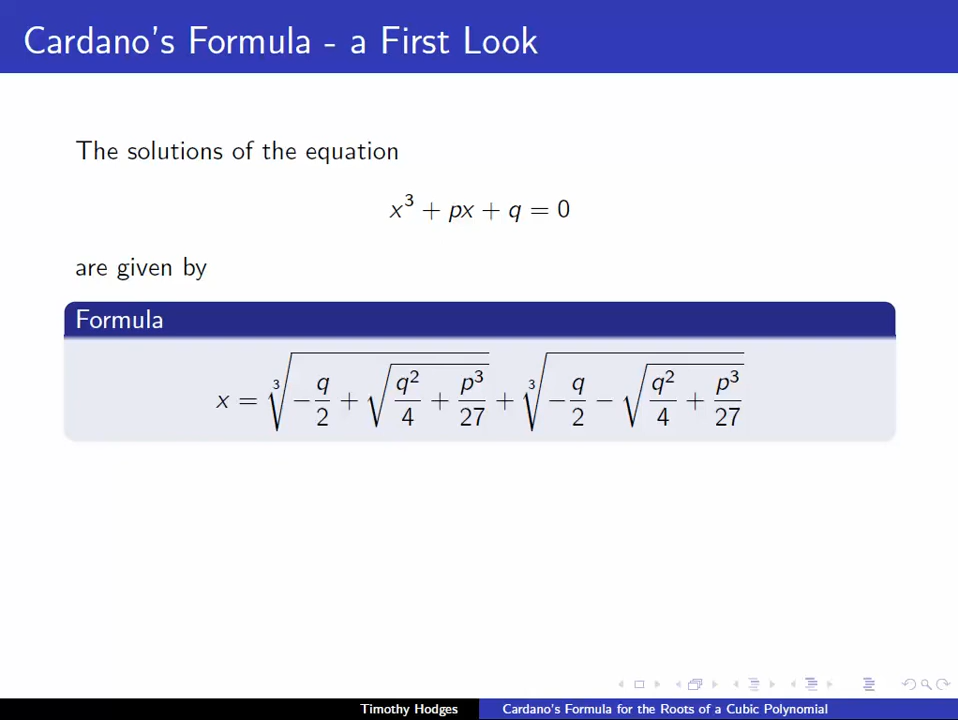 Cardano's Formula - a First Look
The solutions of the equation
x³ + px + q = 0
are given by
Formula
x = ∛(−q/2 + √(q²/4 + p³/27)) + ∛(−q/2 − √(q²/4 + p³/27))
Timothy Hodges Cardano's Formula for the Roots of a Cubic Polynomial